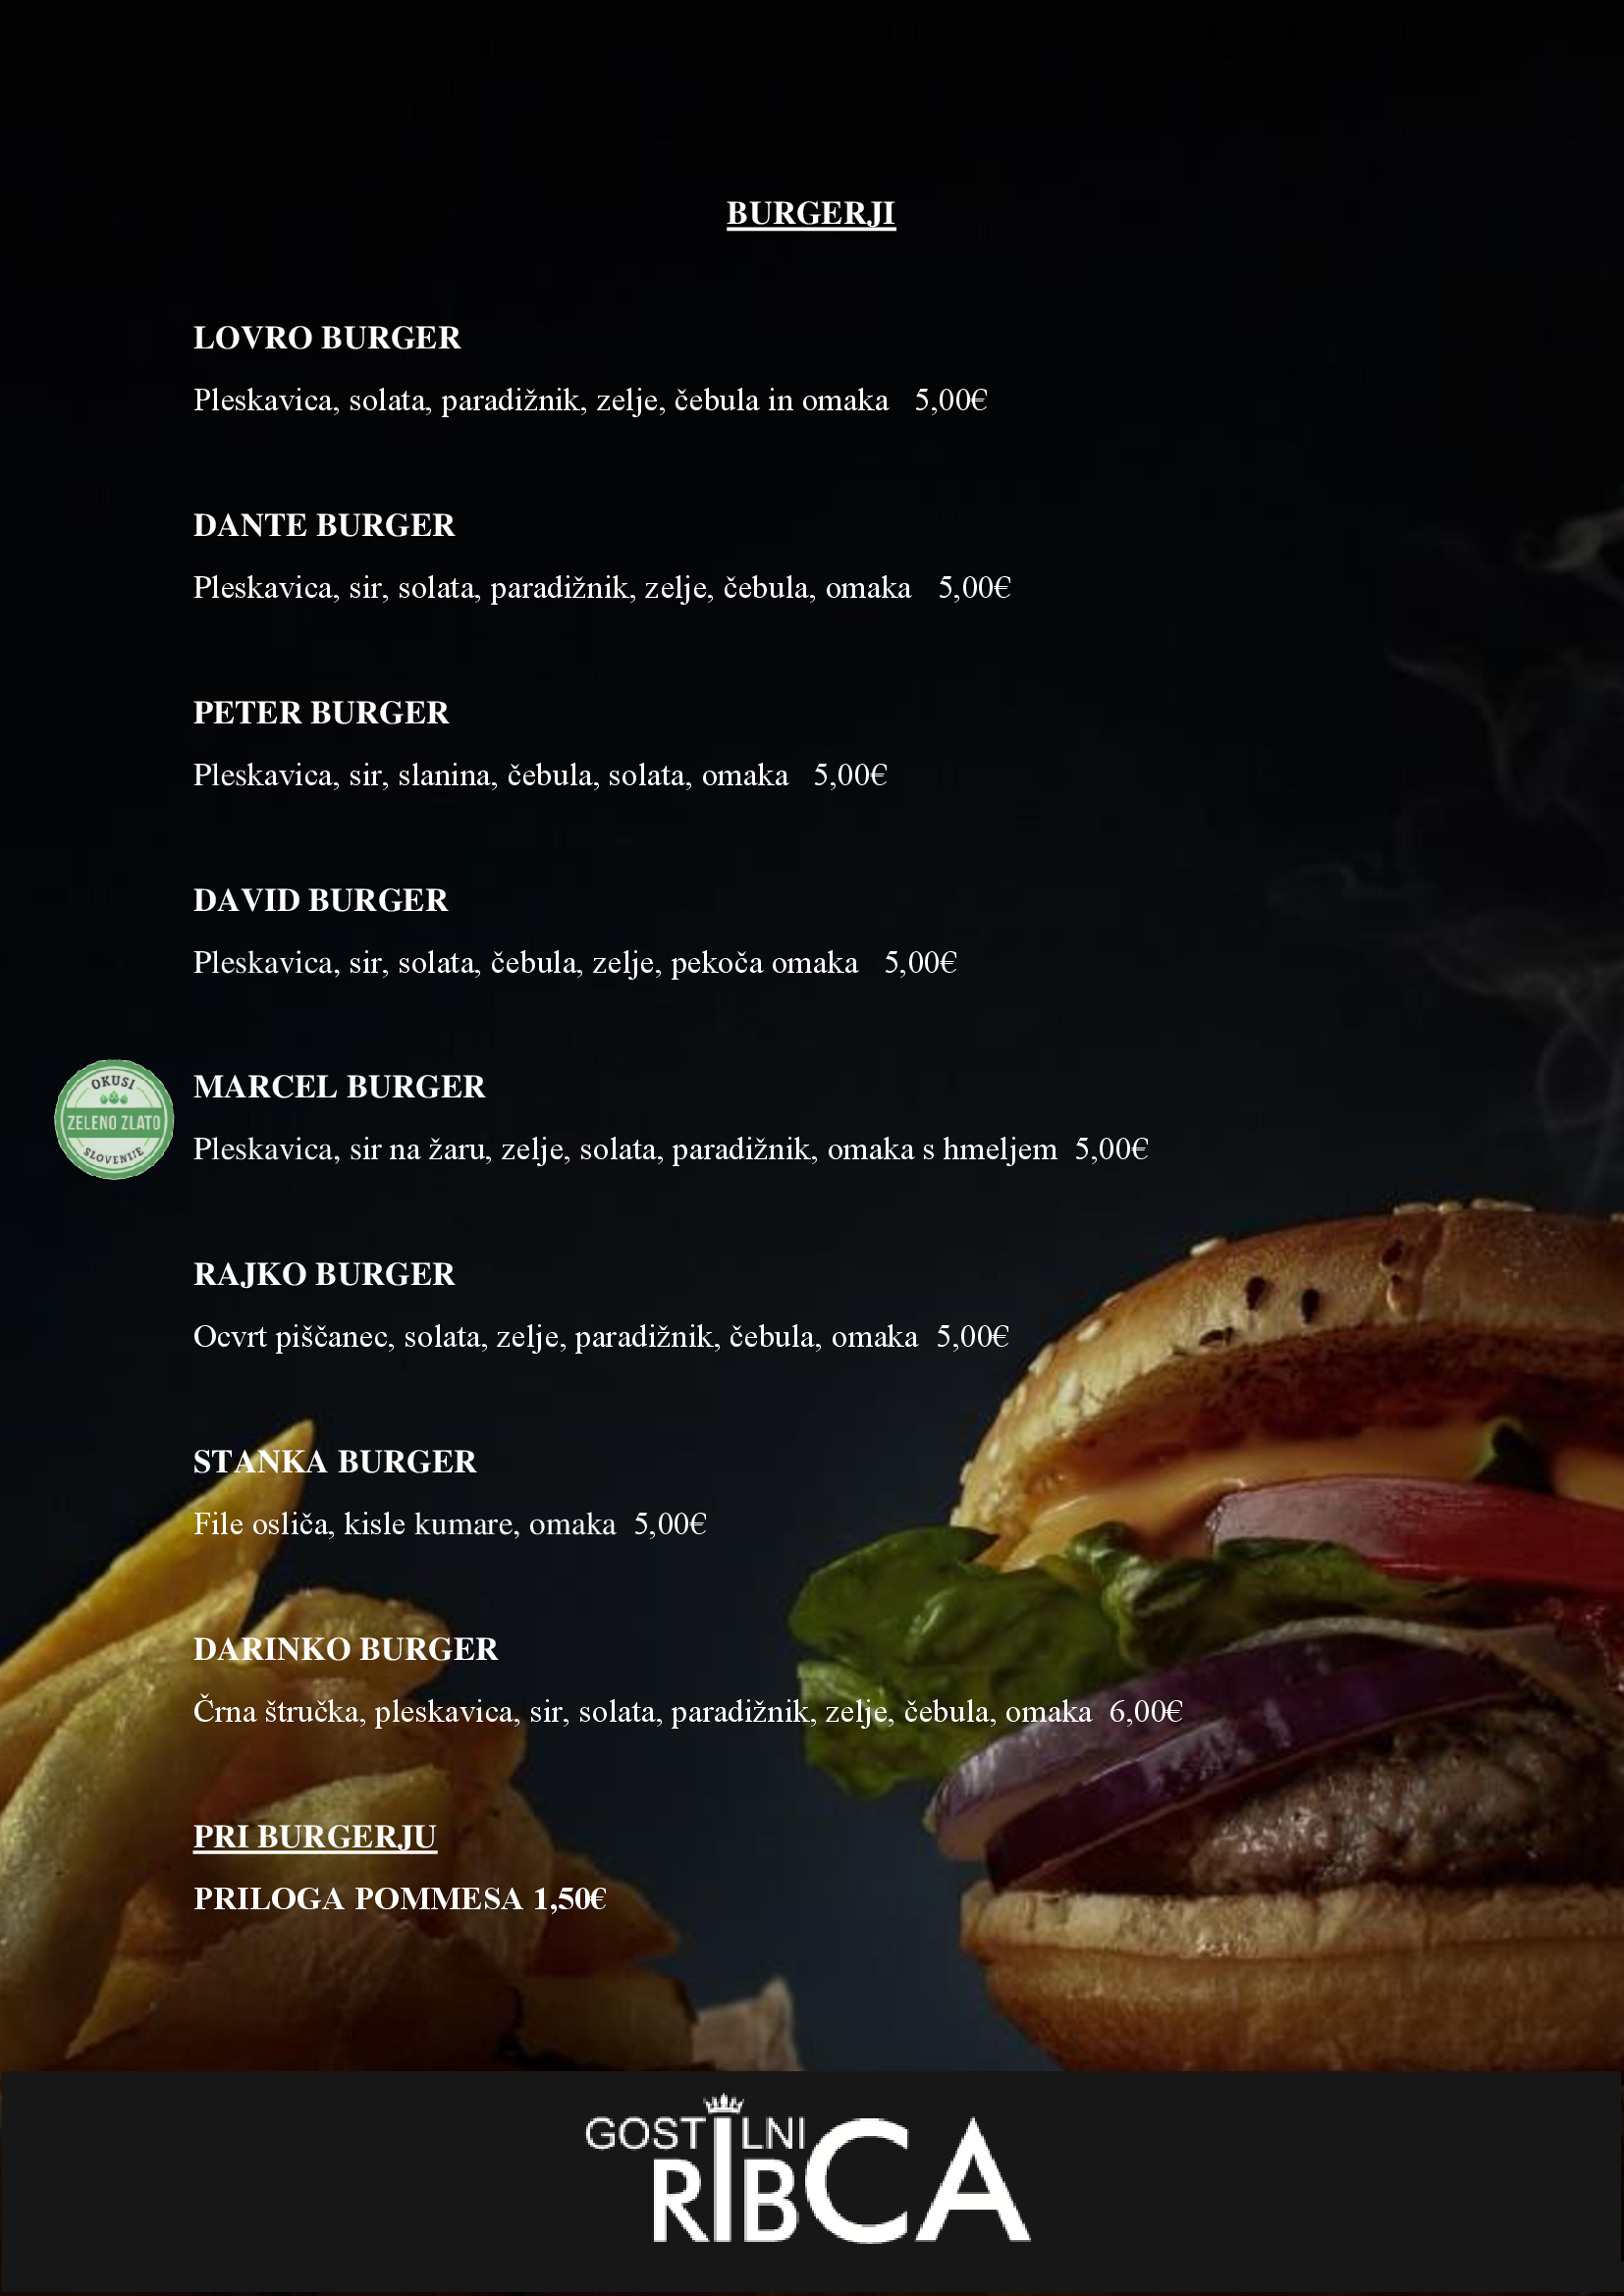 BURGERJI
LOVRO BURGER
Pleskavica, solata, paradižnik, zelje, čebula in omaka 5,00€
DANTE BURGER
Pleskavica, sir, solata, paradižnik, zelje, čebula, omaka 5,00€
PETER BURGER
Pleskavica, sir, slanina, čebula, solata, omaka 5,00€
DAVID BURGER
Pleskavica, sir, solata, čebula, zelje, pekoča omaka 5,00€
OKUSI
ZELENO ZLATO
SLOVENIJE
MARCEL BURGER
Pleskavica, sir na žaru, zelje, solata, paradižnik, omaka s hmeljem 5,00€
RAJKO BURGER
Ocvrt piščanec, solata, zelje, paradižnik, čebula, omaka 5,00€
STANKA BURGER
File osliča, kisle kumare, omaka 5,00€
DARINKO BURGER
Črna štručka, pleskavica, sir, solata, paradižnik, zelje, čebula, omaka 6,00€
PRI BURGERJU
PRILOGA POMMESA 1,50€
GOSTILNI
RIBCA